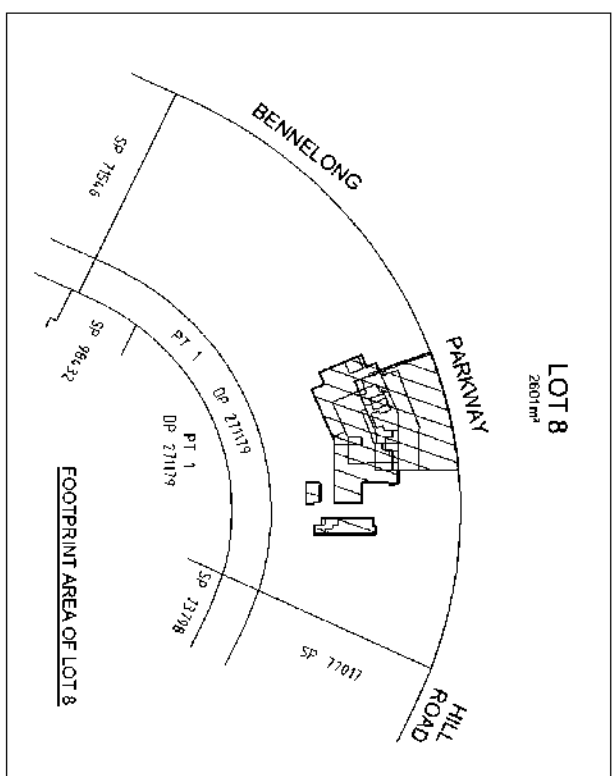 LOT 8
2601m²
BENNELONG
PARKWAY
HILL
ROAD
SP 71546
SP 98432
PT 1 DP 271179
PT 1
DP 271179
SP 73798
SP 77017
FOOTPRINT AREA OF LOT 8